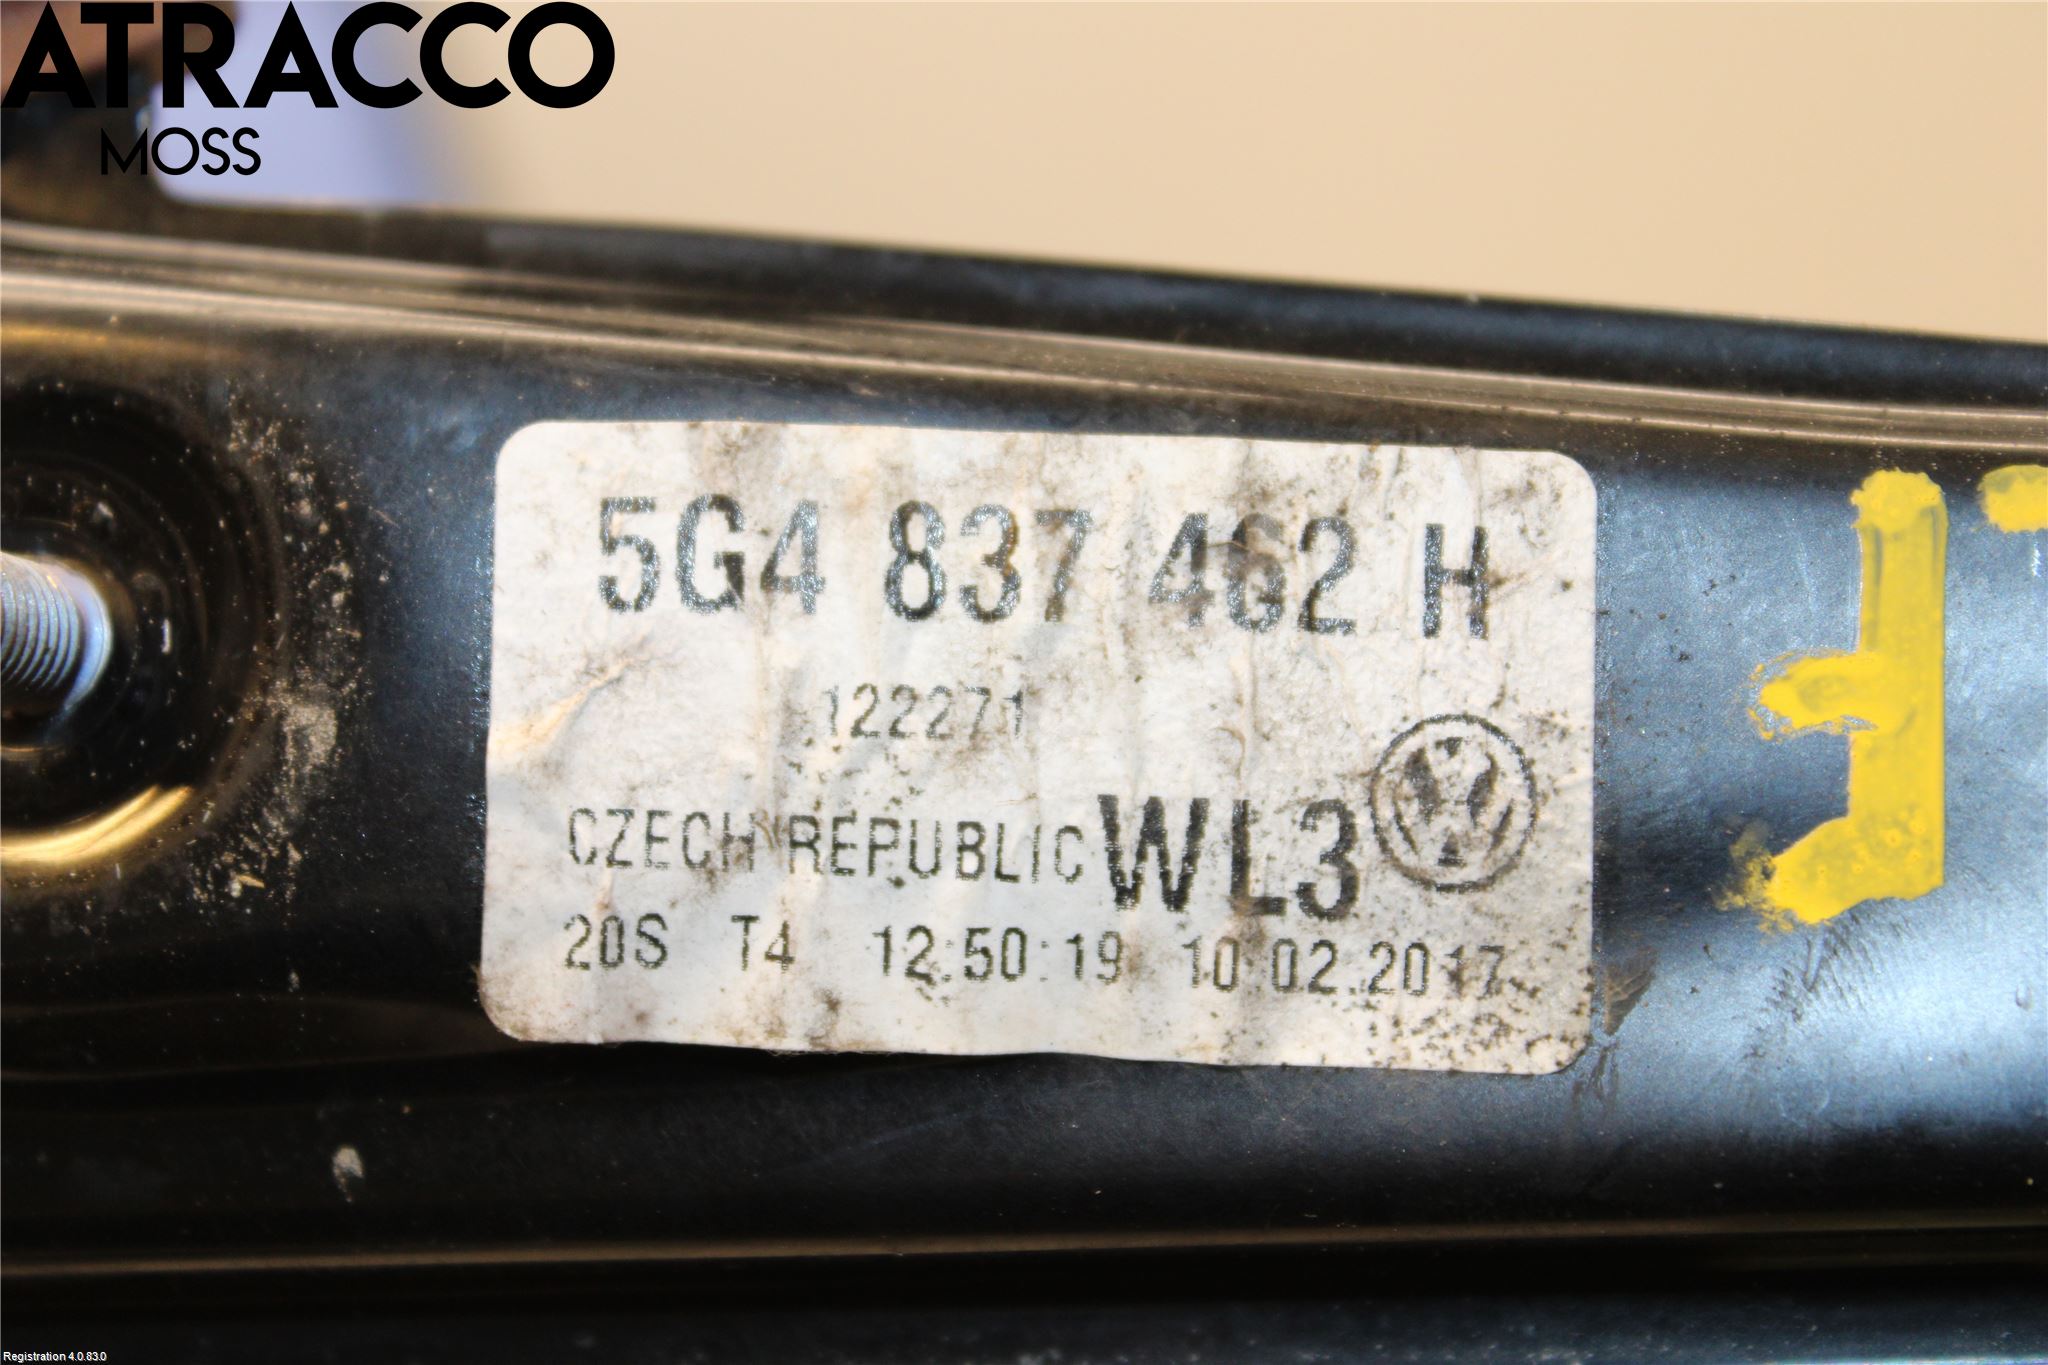 ATRACCO
MOSS
5G4 837 462 H
122271
CZECH REPUBLIC WL3
20S T4 12:50:19 10.02.2017
Registration 4.0.83.0